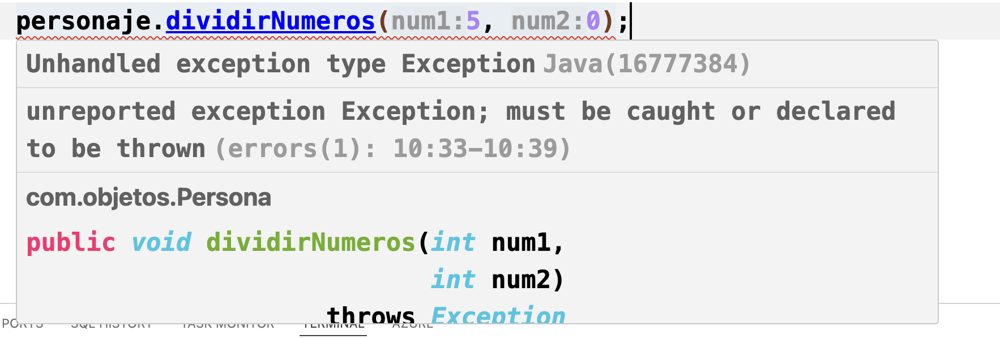 personaje.dividirNumeros(num1:5, num2:0);
Unhandled exception type Exception Java(16777384)
unreported exception Exception; must be caught or declared
to be thrown (errors(1): 10:33-10:39)
com.objetos.Persona
public void dividirNumeros(int num1,
int num2)
throws Exception
PORTS SQL HISTORY TASK MONITOR TERMINAL AZURE